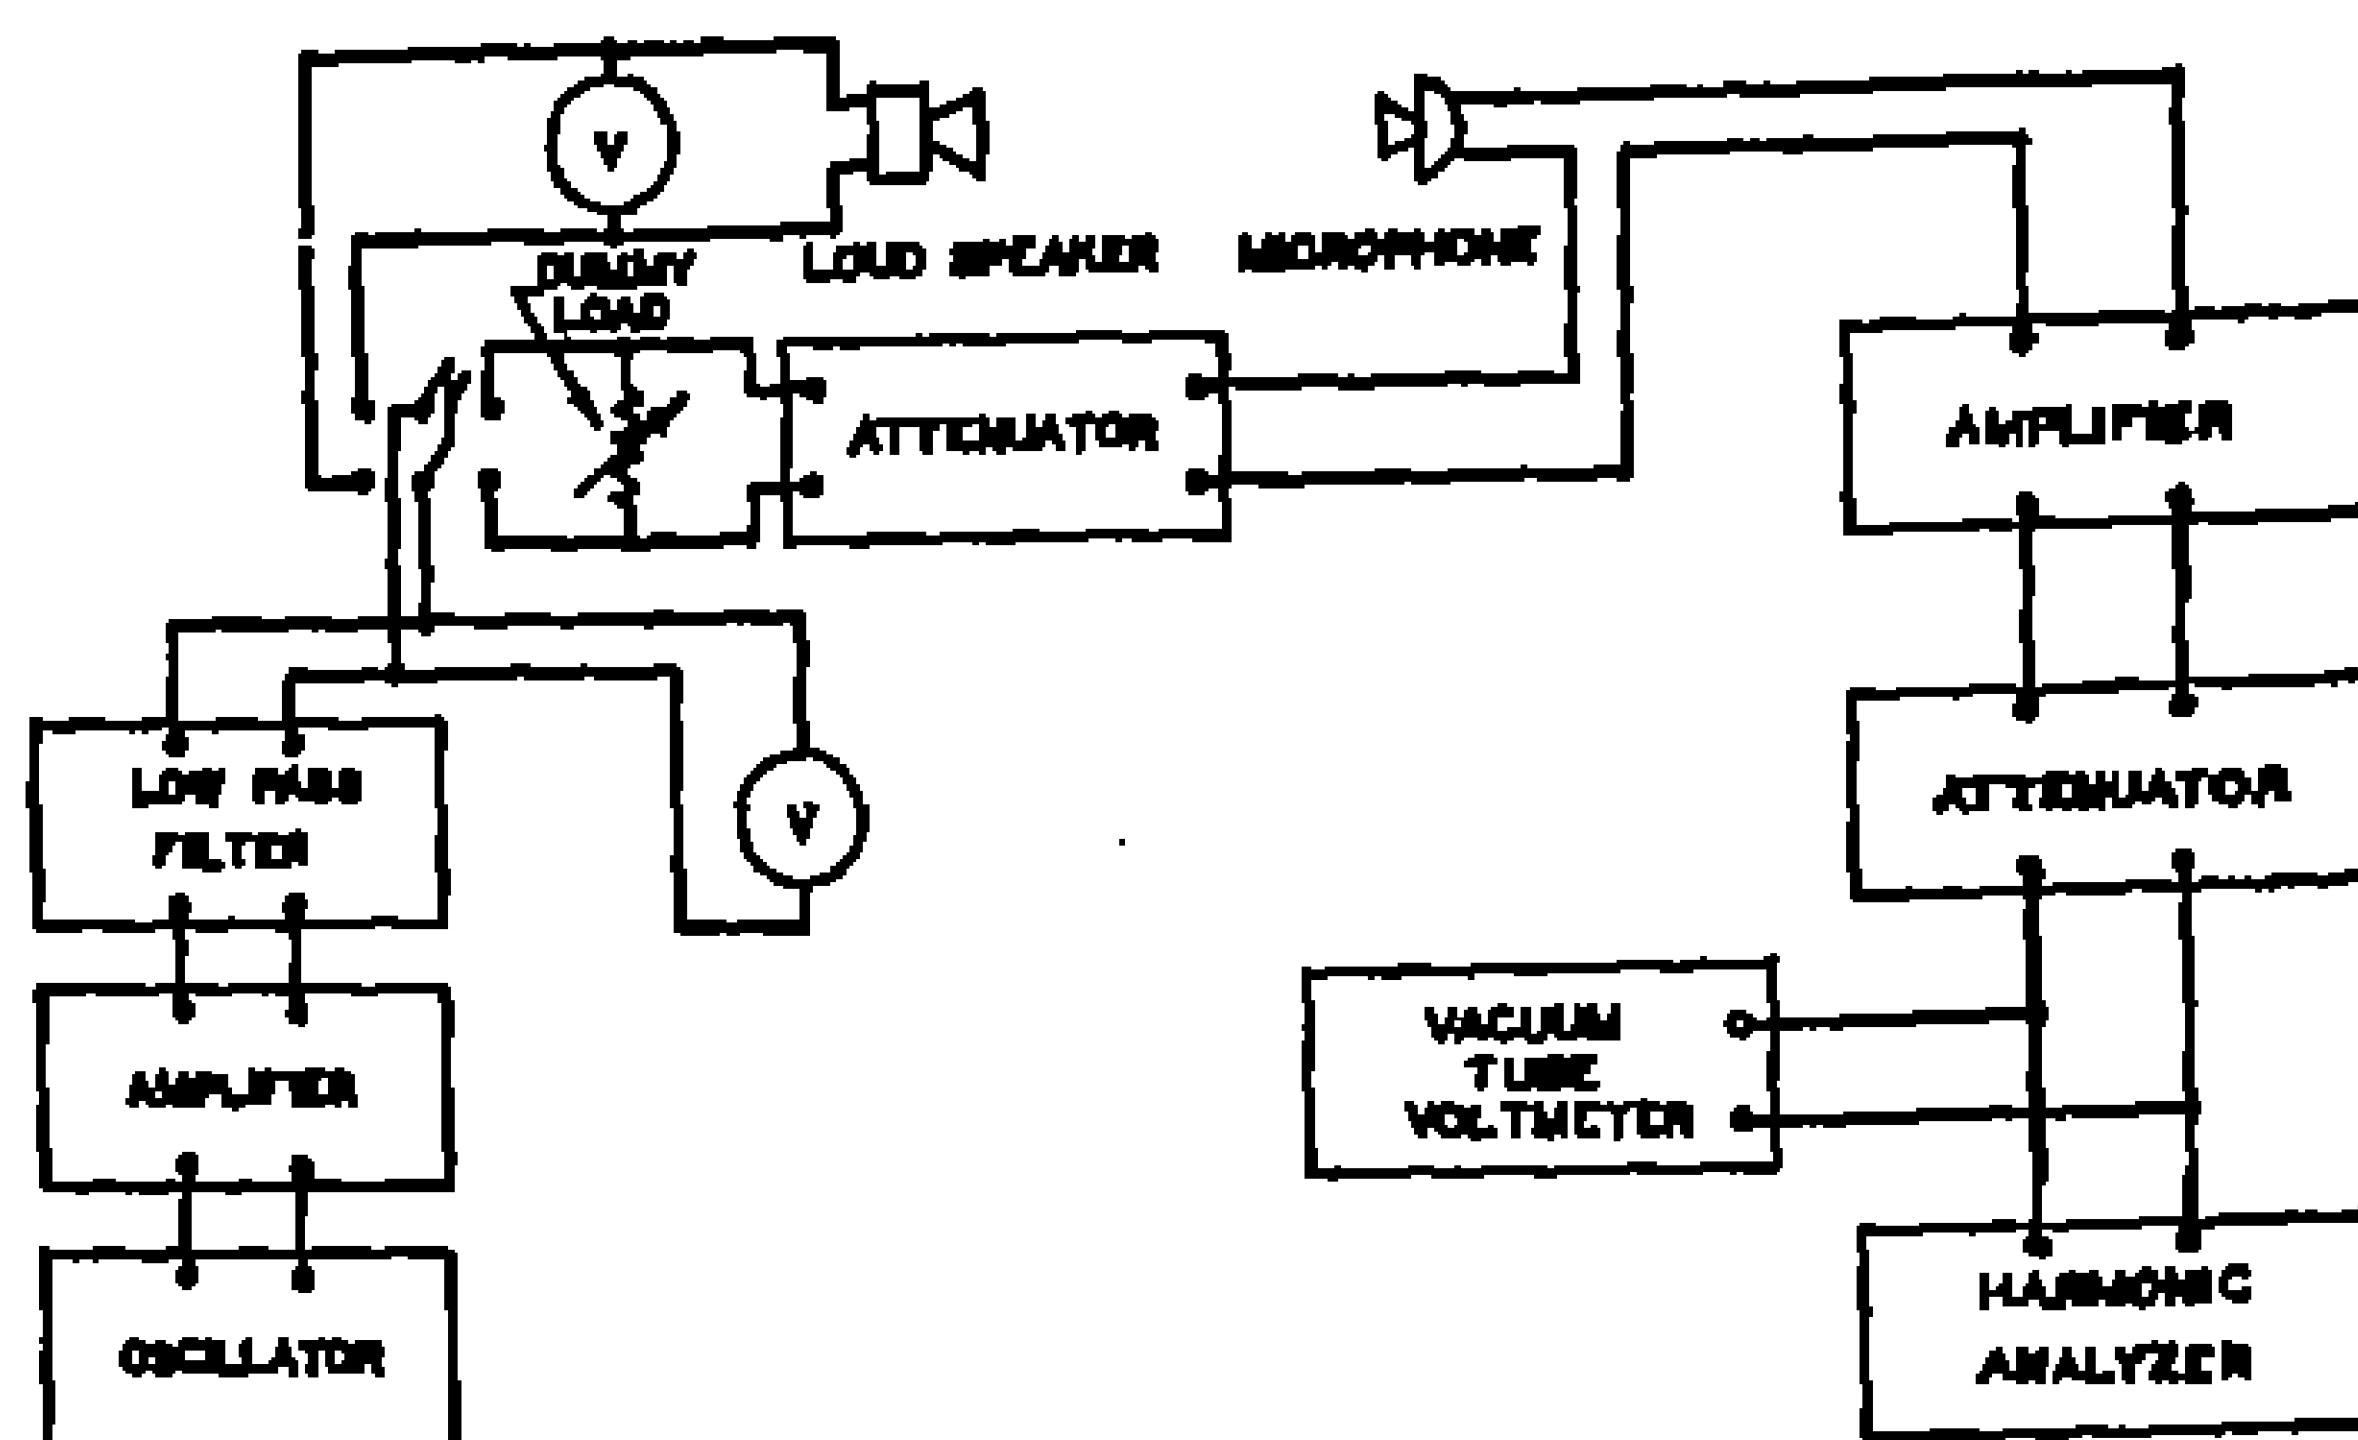 V
LOUD SPEAKER
MICROPHONE
DUMMY
LOAD
ATTENUATOR
AMPLIFIER
LOW PASS
FILTER
V
ATTENUATOR
AMPLIFIER
VACUUM
TUBE
VOLTMETER
OSCILLATOR
HARMONIC
ANALYZER